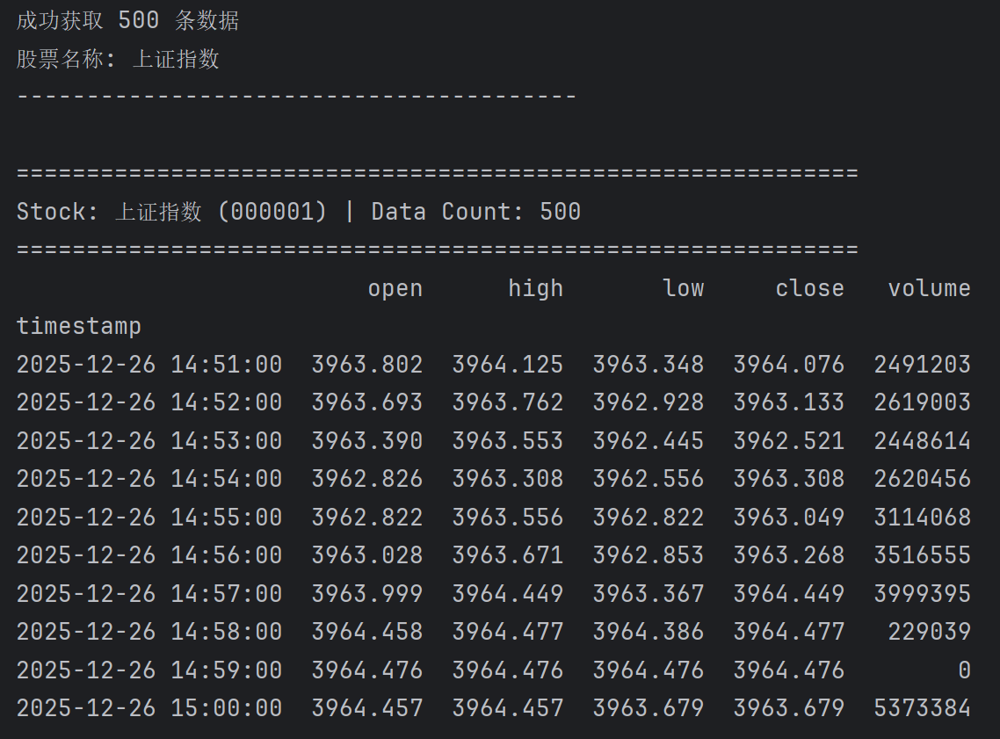 成功获取 500 条数据
股票名称: 上证指数
----------------------------------------
============================================================
Stock: 上证指数 (000001) | Data Count: 500
============================================================
open high low close volume
timestamp
2025-12-26 14:51:00 3963.802 3964.125 3963.348 3964.076 2491203
2025-12-26 14:52:00 3963.693 3963.762 3962.928 3963.133 2619003
2025-12-26 14:53:00 3963.390 3963.553 3962.445 3962.521 2448614
2025-12-26 14:54:00 3962.826 3963.308 3962.556 3963.308 2620456
2025-12-26 14:55:00 3962.822 3963.556 3962.822 3963.049 3114068
2025-12-26 14:56:00 3963.028 3963.671 3962.853 3963.268 3516555
2025-12-26 14:57:00 3963.999 3964.449 3963.367 3964.449 3999395
2025-12-26 14:58:00 3964.458 3964.477 3964.386 3964.477 229039
2025-12-26 14:59:00 3964.476 3964.476 3964.476 3964.476 0
2025-12-26 15:00:00 3964.457 3964.457 3963.679 3963.679 5373384